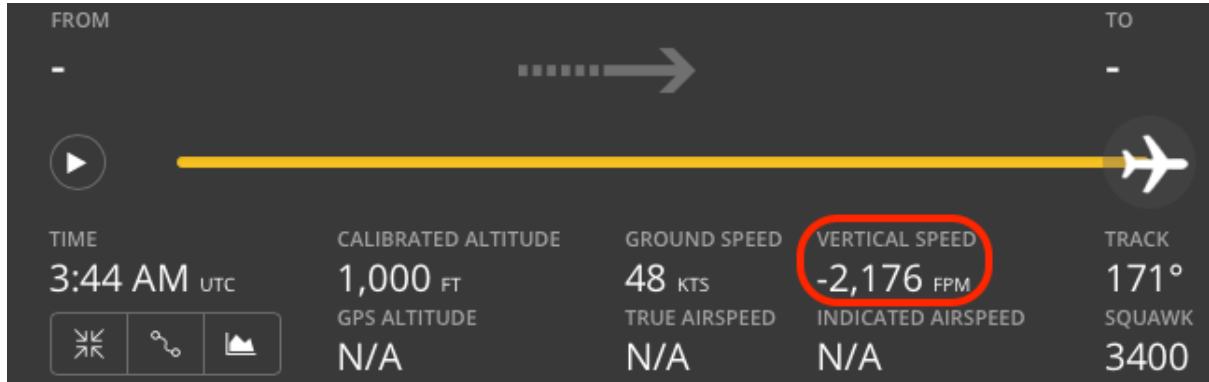 FROM TO
- -
TIME CALIBRATED ALTITUDE GROUND SPEED VERTICAL SPEED TRACK
3:44 AM UTC 1,000 FT 48 KTS -2,176 FPM 171°
GPS ALTITUDE TRUE AIRSPEED INDICATED AIRSPEED SQUAWK
N/A N/A N/A 3400